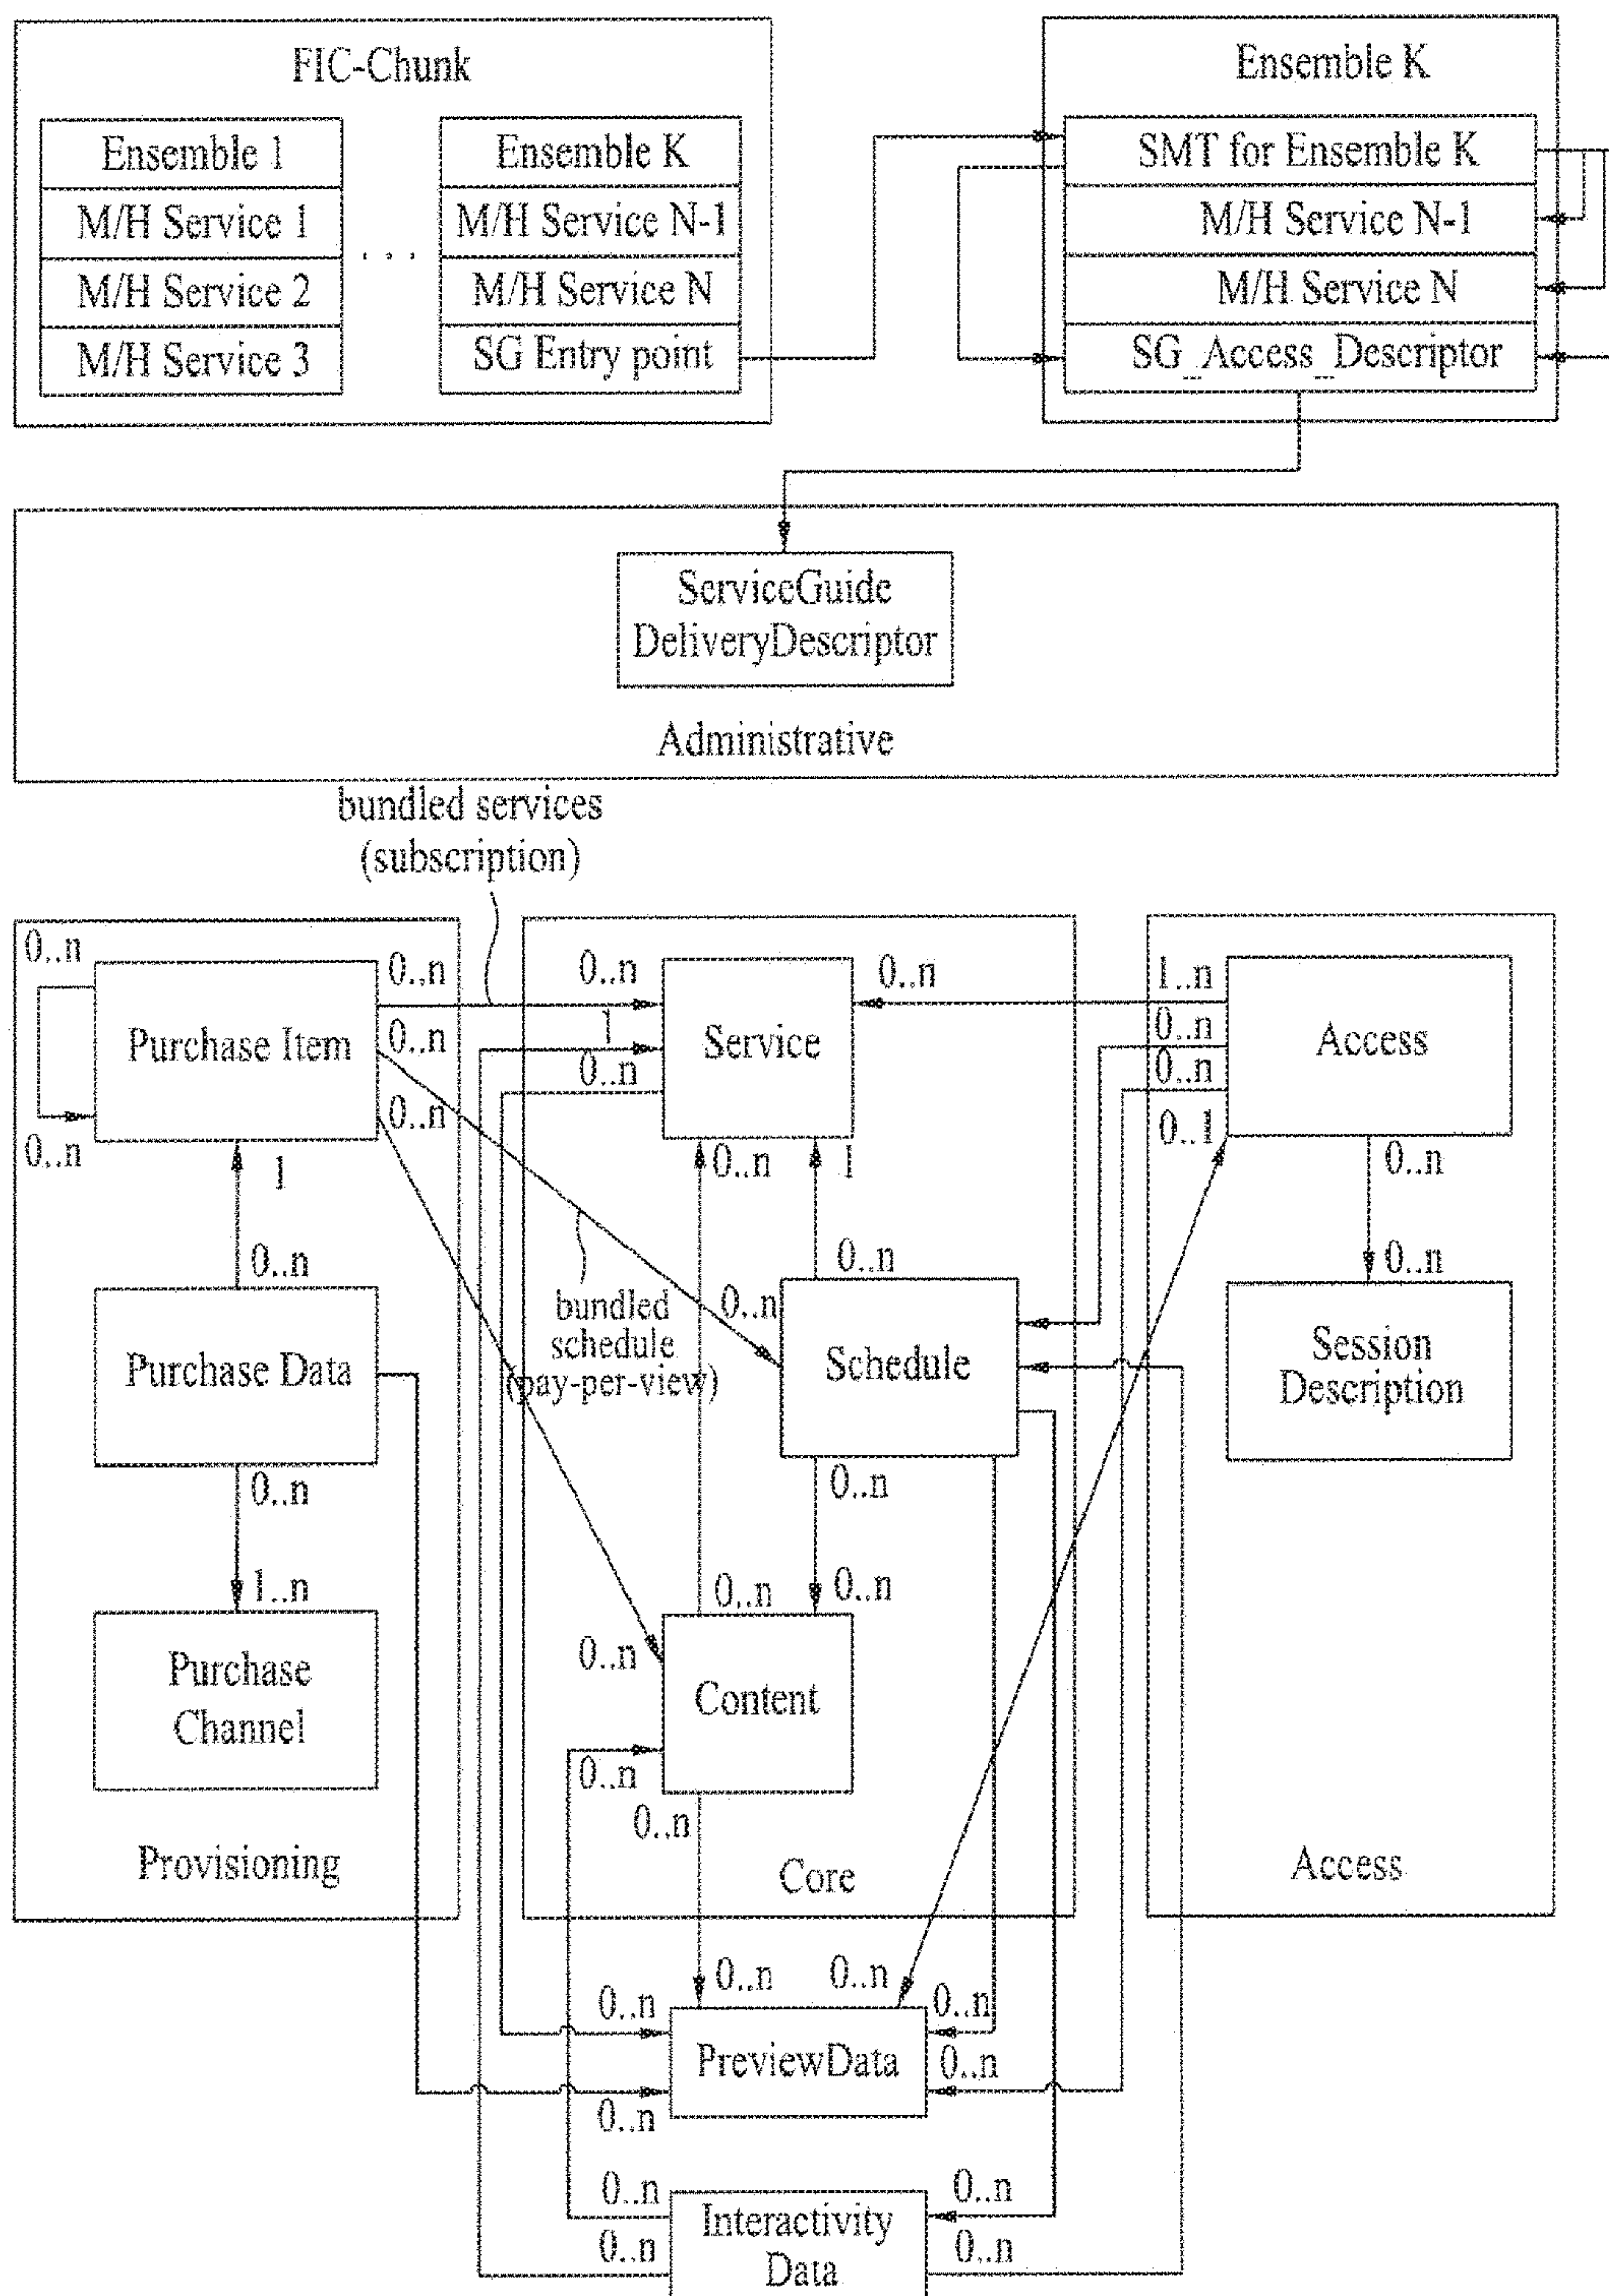 FIC-Chunk
Ensemble 1
M/H Service 1
M/H Service 2
M/H Service 3
. . .
Ensemble K
M/H Service N-1
M/H Service N
SG Entry point
Ensemble K
SMT for Ensemble K
M/H Service N-1
M/H Service N
SG_Access_Descriptor
ServiceGuide
DeliveryDescriptor
Administrative
bundled services
(subscription)
0..n
Purchase Item
0..n
0..n
0..n
0..n
1
0..n
Purchase Data
0..n
1..n
Purchase
Channel
Provisioning
0..n
1
0..n
Service
0..n
0..n
1
0..n
bundled
schedule
(pay-per-view)
0..n
Schedule
0..n
0..n
0..n
0..n
Content
0..n
0..n
Core
1..n
0..n
0..n
0..1
Access
0..n
0..n
Session
Description
Access
0..n
0..n
0..n
0..n
PreviewData
0..n
0..n
0..n
0..n
Interactivity
Data
0..n
0..n